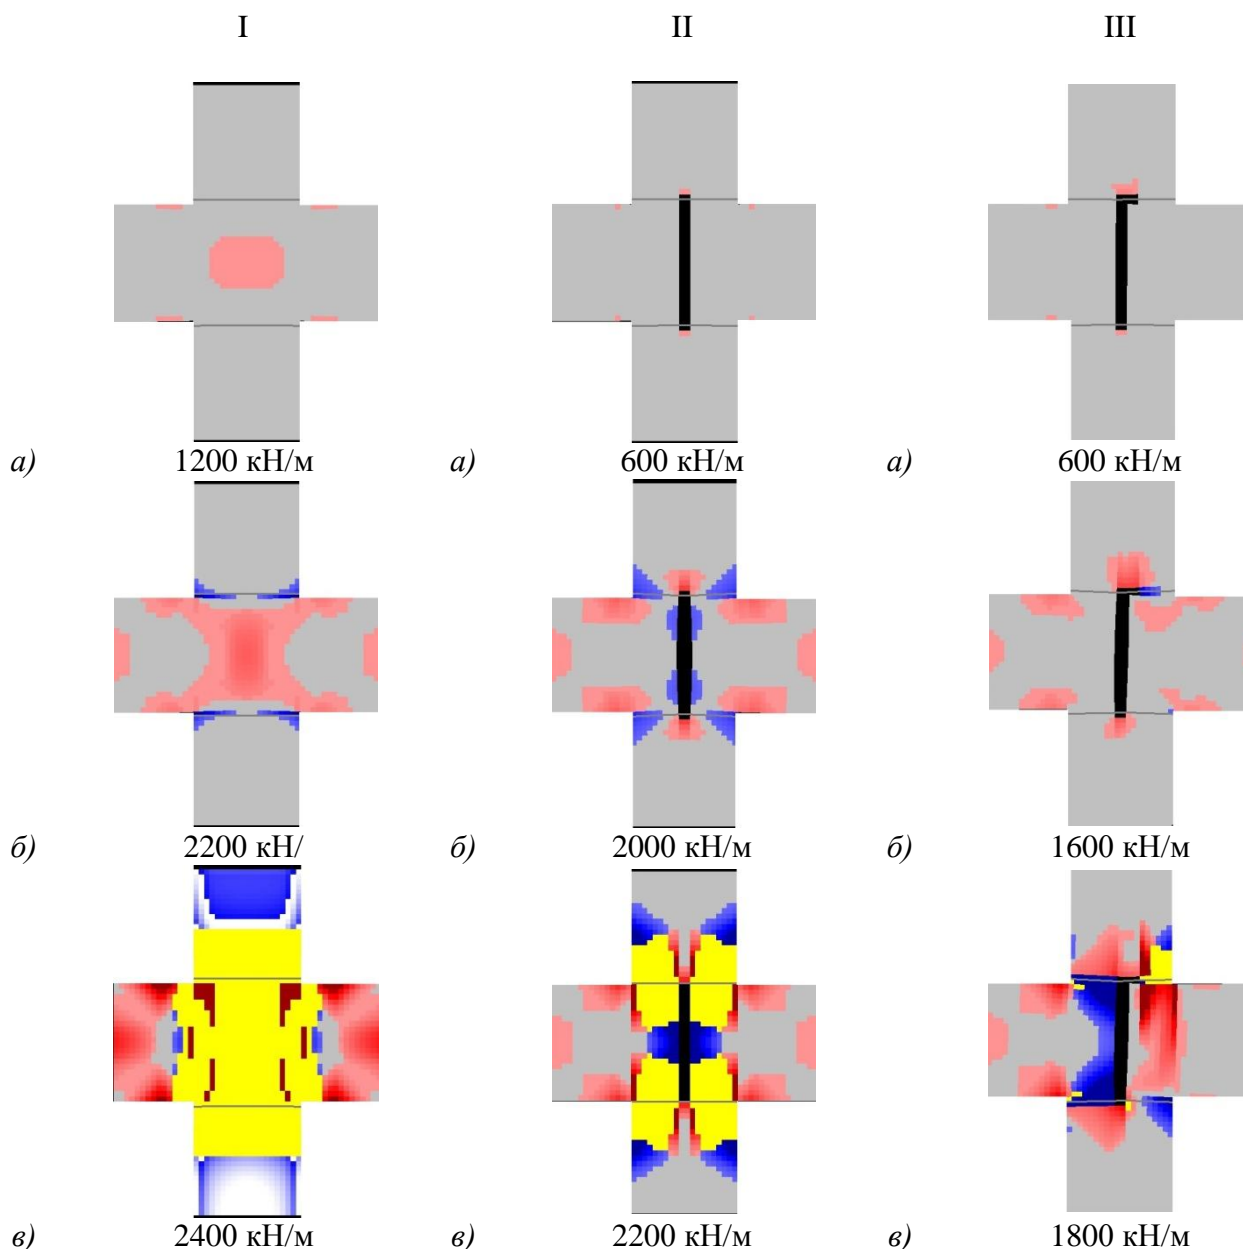 I II III
а) 1200 кН/м а) 600 кН/м а) 600 кН/м
б) 2200 кН/ б) 2000 кН/м б) 1600 кН/м
в) 2400 кН/м в) 2200 кН/м в) 1800 кН/м